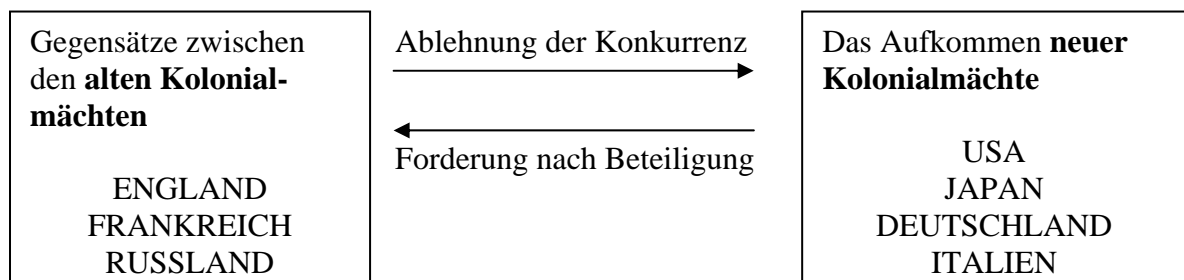 Gegensätze zwischen
den alten Kolonial-
mächten
ENGLAND
FRANKREICH
RUSSLAND
Ablehnung der Konkurrenz
Forderung nach Beteiligung
Das Aufkommen neuer
Kolonialmächte
USA
JAPAN
DEUTSCHLAND
ITALIEN